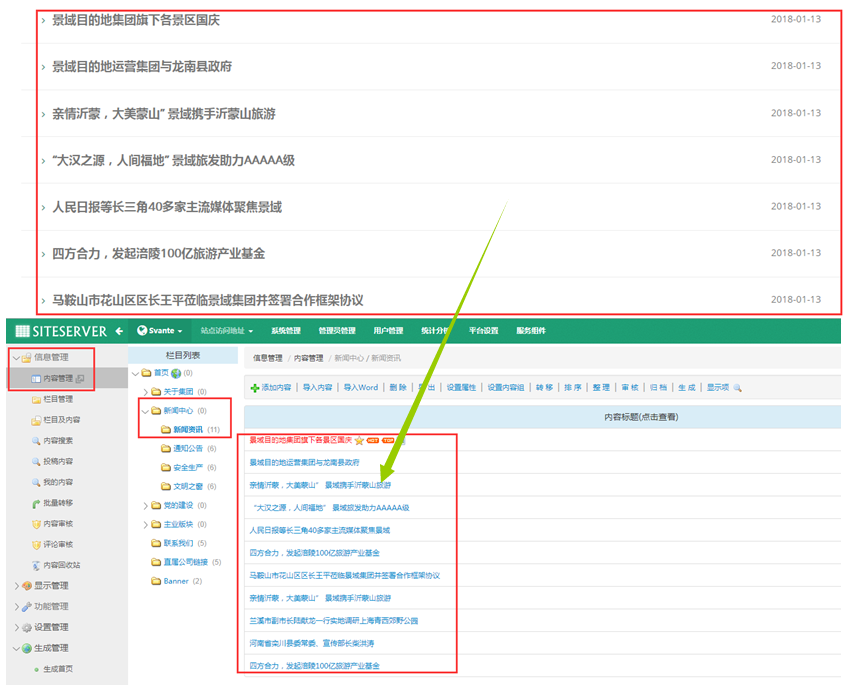 景域目的地集团旗下各景区国庆 2018-01-13
景域目的地运营集团与龙南县政府 2018-01-13
亲情沂蒙，大美蒙山” 景域携手沂蒙山旅游 2018-01-13
“大汉之源，人间福地” 景域旅发助力AAAAA级 2018-01-13
人民日报等长三角40多家主流媒体聚焦景域 2018-01-13
四方合力，发起涪陵100亿旅游产业基金 2018-01-13
马鞍山市花山区区长王平莅临景域集团并签署合作框架协议 2018-01-13
SITESERVER Svante 站点访问地址 系统管理 管理员管理 用户管理 统计分析 平台设置 服务组件
信息管理
内容管理
栏目管理
栏目及内容
内容搜索
投稿内容
我的内容
批量转移
内容审核
评论审核
内容回收站
显示管理
功能管理
设置管理
生成管理
生成首页
栏目列表
首页 (0)
关于集团 (0)
新闻中心 (0)
新闻资讯 (11)
通知公告 (6)
安全生产 (6)
文明之窗 (6)
党的建设 (0)
主业板块 (0)
联系我们 (5)
直属公司链接 (5)
Banner (2)
信息管理 / 内容管理 / 新闻中心 / 新闻资讯
添加内容 | 导入内容 | 导入Word | 删 除 | 出 | 设置属性 | 设置内容组 | 转 移 | 排 序 | 整 理 | 审 核 | 归 档 | 生 成 | 显示项
内容标题(点击查看)
景域目的地集团旗下各景区国庆 HOT TOP
景域目的地运营集团与龙南县政府
亲情沂蒙，大美蒙山” 景域携手沂蒙山旅游
“大汉之源，人间福地” 景域旅发助力AAAAA级
人民日报等长三角40多家主流媒体聚焦景域
四方合力，发起涪陵100亿旅游产业基金
马鞍山市花山区区长王平莅临景域集团并签署合作框架协议
亲情沂蒙，大美蒙山” 景域携手沂蒙山旅游
兰溪市副市长陆献龙一行实地调研上海青西郊野公园
河南省栾川县委常委、宣传部长柴洪涛
四方合力，发起涪陵100亿旅游产业基金